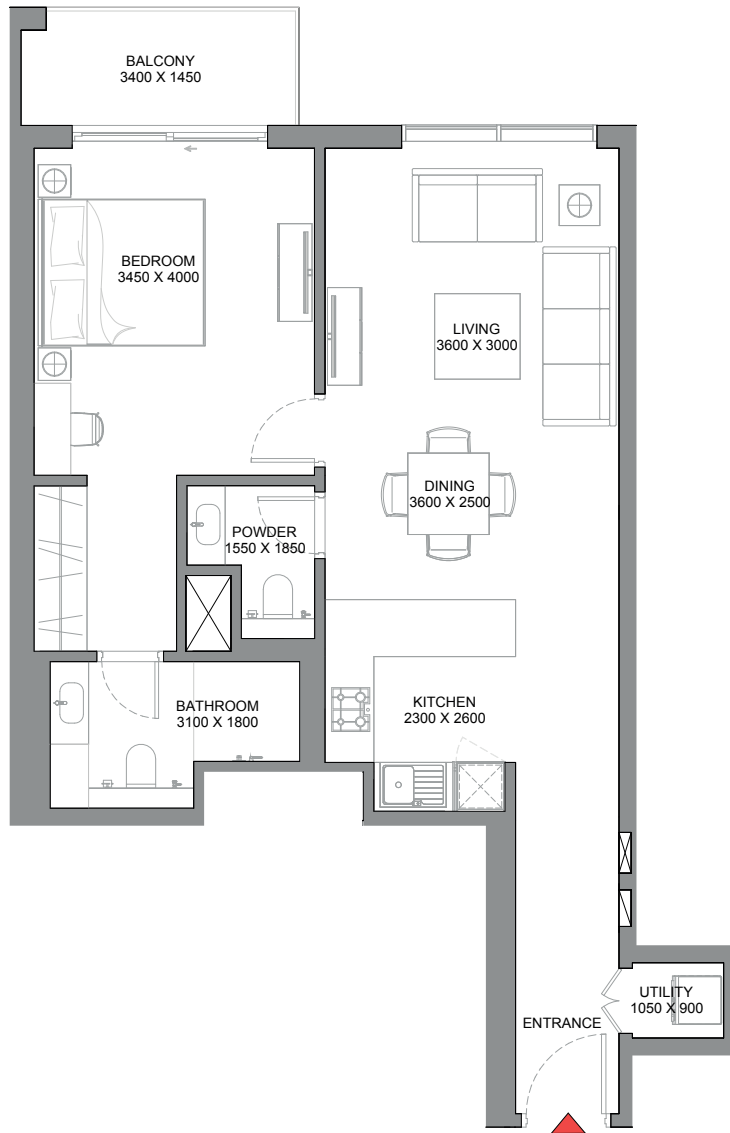 BALCONY
3400 X 1450
BEDROOM
3450 X 4000
LIVING
3600 X 3000
DINING
3600 X 2500
POWDER
1550 X 1850
BATHROOM
3100 X 1800
KITCHEN
2300 X 2600
UTILITY
1050 X 900
ENTRANCE